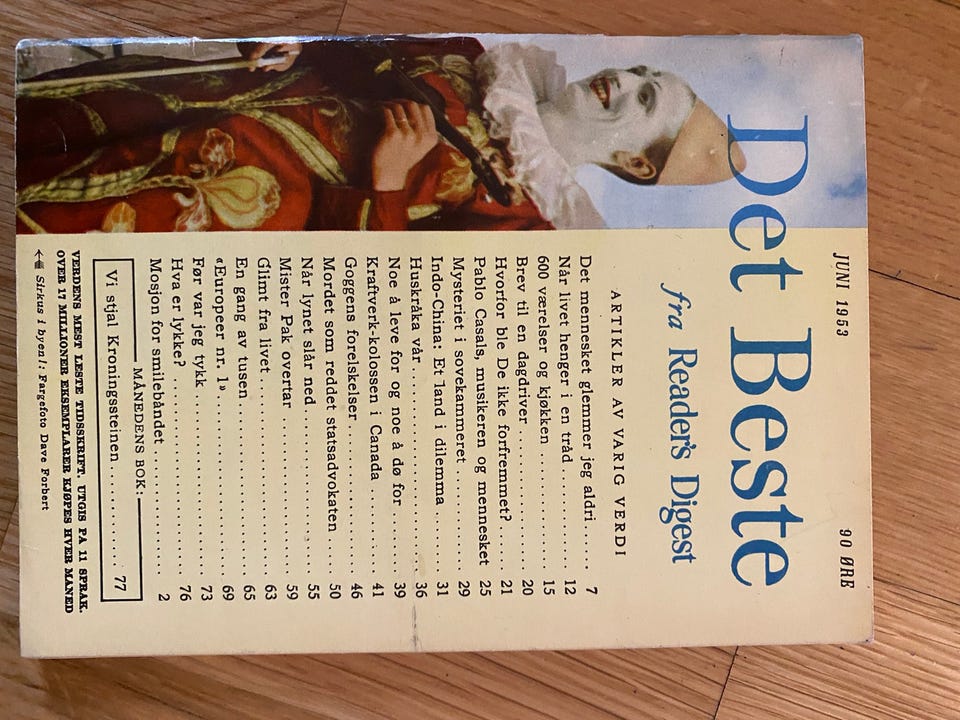 JUNI 1953
90 ØRE
Det Beste
fra Reader's Digest
ARTIKLER AV VARIG VERDI
Det mennesket glemmer jeg aldri ..... 7
Når livet henger i en tråd ......... 12
600 værelser og kjøkken ............ 15
Brev til en dagdriver .............. 20
Hvorfor ble De ikke forfremmet? .... 21
Pablo Casals, musikeren og mennesket 25
Mysteriet i sovekammeret ........... 29
Indo-China: Et land i dilemma ...... 31
Huskråka vår ....................... 36
Noe å leve for og noe å dø for ..... 39
Kraftverk-kolossen i Canada ........ 41
Goggens forelskelser ............... 46
Mordet som reddet statsadvokaten ... 50
Når lynet slår ned ................. 55
Mister Pak overtar ................. 59
Glimt fra livet .................... 63
En gang av tusen ................... 65
«Europeer nr. 1» ................... 69
Før var jeg tykk ................... 73
Hva er lykke? ...................... 76
Mosjon for smilebåndet ............. 2
MÅNEDENS BOK:
Vi stjal Kroningssteinen ........... 77
VERDENS MEST LESTE TIDSSKRIFT. UTGIS PÅ 11 SPRÅK.
OVER 17 MILLIONER EKSEMPLARER KJØPES HVER MÅNED
Sirkus i byen!: Fargefoto Dave Forbert